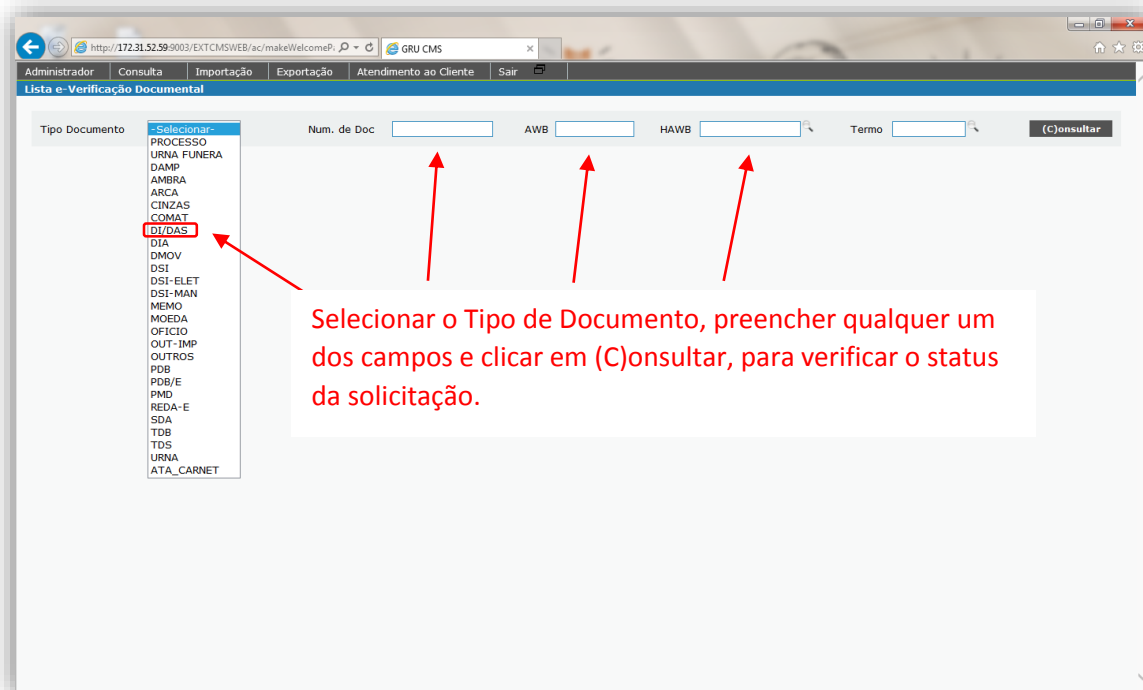 http://172.31.52.59:9003/EXTCMSWEB/ac/makeWelcomeP
GRU CMS
Administrador Consulta Importação Exportação Atendimento ao Cliente Sair
Lista e-Verificação Documental
Tipo Documento -Selecionar- Num. de Doc AWB HAWB Termo (C)onsultar
PROCESSO
URNA FUNERA
DAMP
AMBRA
ARCA
CINZAS
COMAT
DI/DAS
DIA
DMOV
DSI
DSI-ELET
DSI-MAN
MEMO
MOEDA
OFICIO
OUT-IMP
OUTROS
PDB
PDB/E
PMD
REDA-E
SDA
TDB
TDS
URNA
ATA_CARNET
Selecionar o Tipo de Documento, preencher qualquer um
dos campos e clicar em (C)onsultar, para verificar o status
da solicitação.